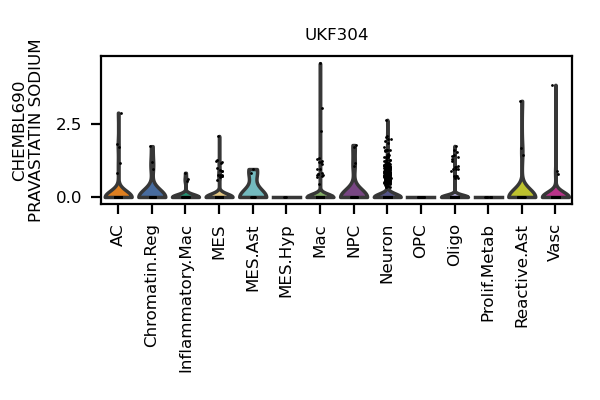 UKF304
CHEMBL690
PRAVASTATIN SODIUM
2.5
0.0
AC
Chromatin.Reg
Inflammatory.Mac
MES
MES.Ast
MES.Hyp
Mac
NPC
Neuron
OPC
Oligo
Prolif.Metab
Reactive.Ast
Vasc